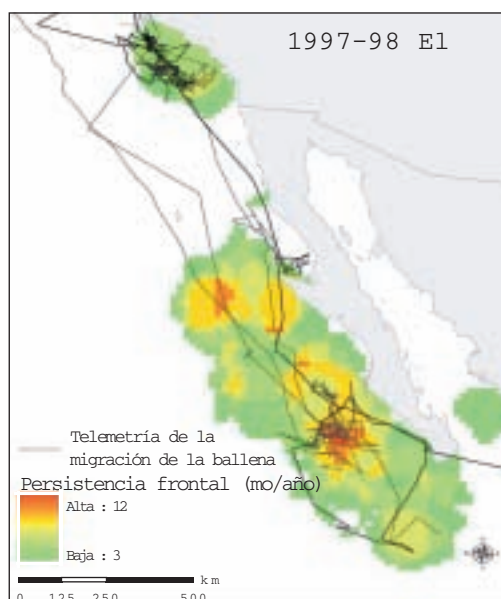 1997-98 El
Telemetría de la
migración de la ballena
Persistencia frontal (mo/año)
Alta : 12
Baja : 3
km
0 125 250 500